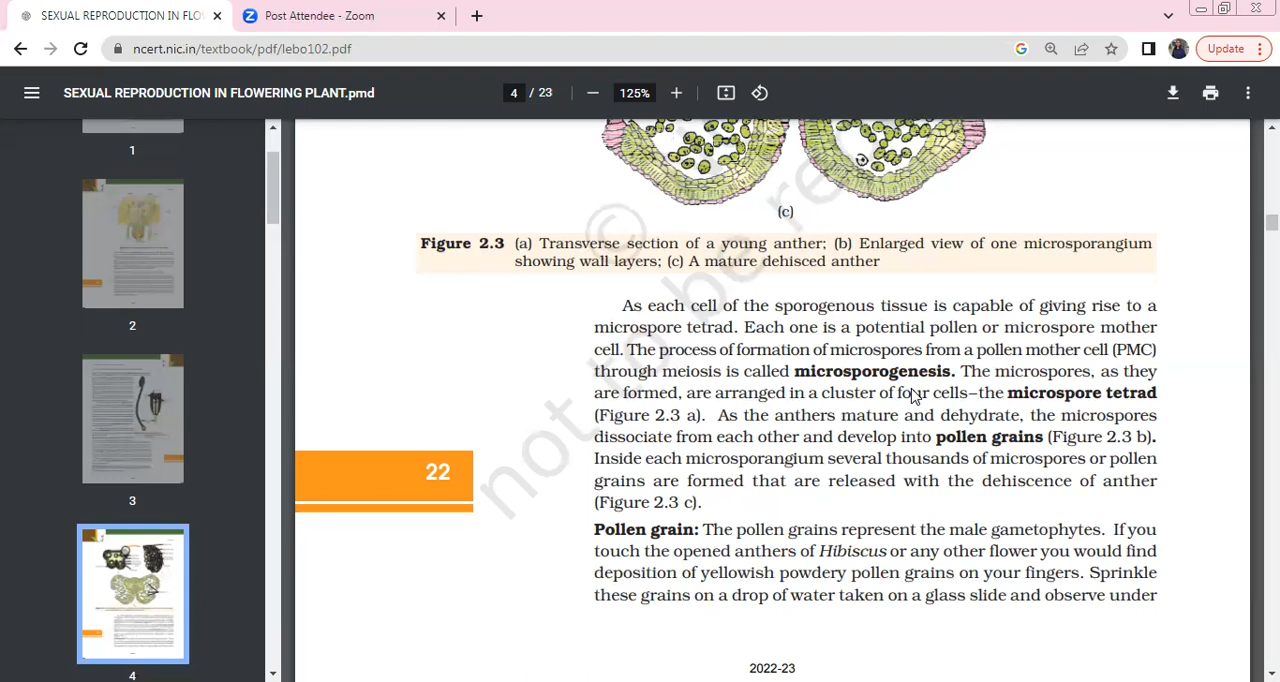 SEXUAL REPRODUCTION IN FLO
Post Attendee - Zoom
ncert.nic.in/textbook/pdf/lebo102.pdf
Update
SEXUAL REPRODUCTION IN FLOWERING PLANT.pmd
4 / 23
125%
1
2
3
4
(c)
Figure 2.3 (a) Transverse section of a young anther; (b) Enlarged view of one microsporangium
showing wall layers; (c) A mature dehisced anther
As each cell of the sporogenous tissue is capable of giving rise to a
microspore tetrad. Each one is a potential pollen or microspore mother
cell. The process of formation of microspores from a pollen mother cell (PMC)
through meiosis is called microsporogenesis. The microspores, as they
are formed, are arranged in a cluster of four cells–the microspore tetrad
(Figure 2.3 a). As the anthers mature and dehydrate, the microspores
dissociate from each other and develop into pollen grains (Figure 2.3 b).
Inside each microsporangium several thousands of microspores or pollen
grains are formed that are released with the dehiscence of anther
(Figure 2.3 c).
22
Pollen grain: The pollen grains represent the male gametophytes. If you
touch the opened anthers of Hibiscus or any other flower you would find
deposition of yellowish powdery pollen grains on your fingers. Sprinkle
these grains on a drop of water taken on a glass slide and observe under
2022-23
©
not to be re